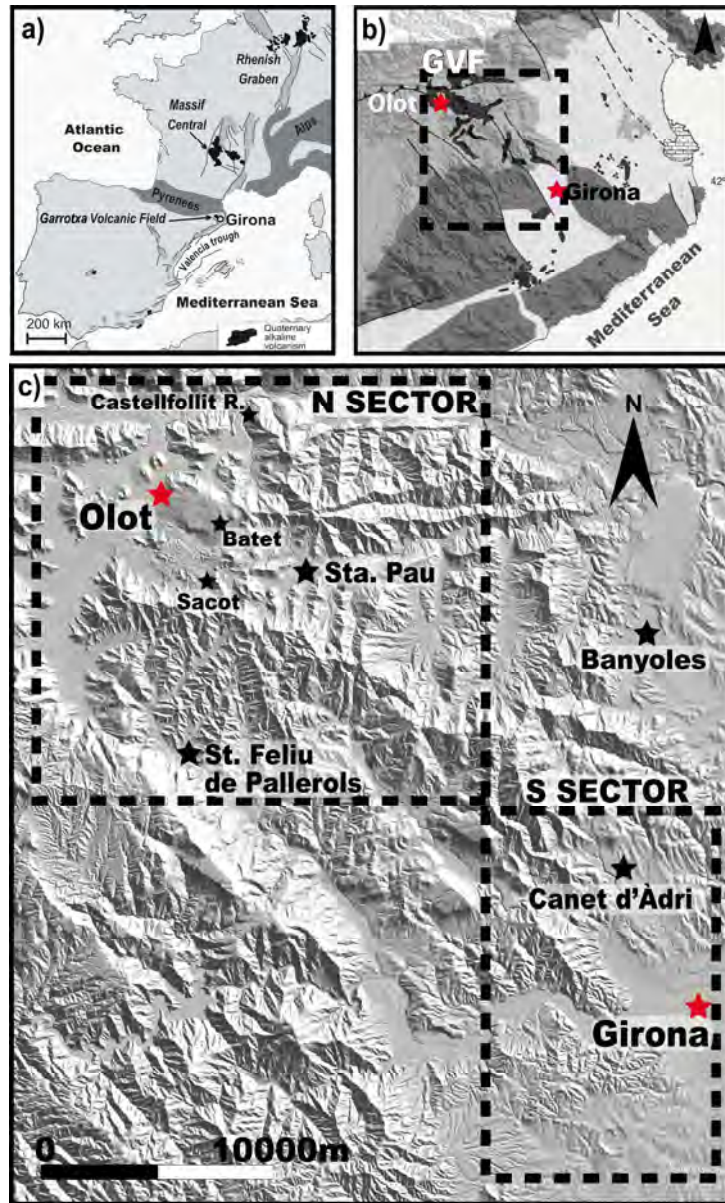 a)
Rhenish
Graben
Massif
Central
Atlantic
Ocean
Alps
Pyrenees
Garrotxa Volcanic Field
Girona
Valencia trough
Mediterranean Sea
200 km
Quaternary
alkaline
volcanism
b)
GVF
Olot
42°
Girona
Mediterranean
Sea
c)
Castellfollit R.
N SECTOR
N
Olot
Batet
Sta. Pau
Sacot
Banyoles
St. Feliu
de Pallerols
S SECTOR
Canet d'Àdri
Girona
0 10000m